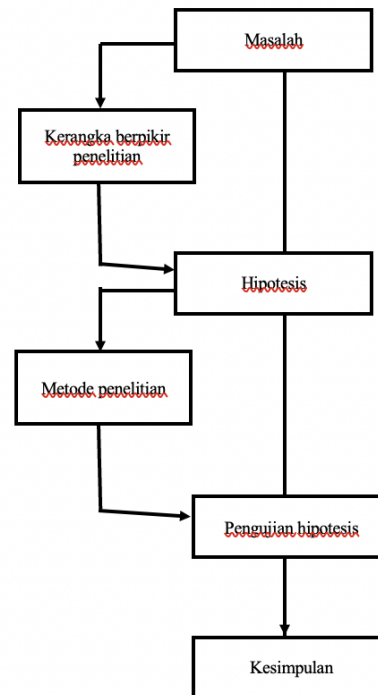 Masalah
Kerangka berpikir
penelitian
Hipotesis
Metode penelitian
Pengujian hipotesis
Kesimpulan